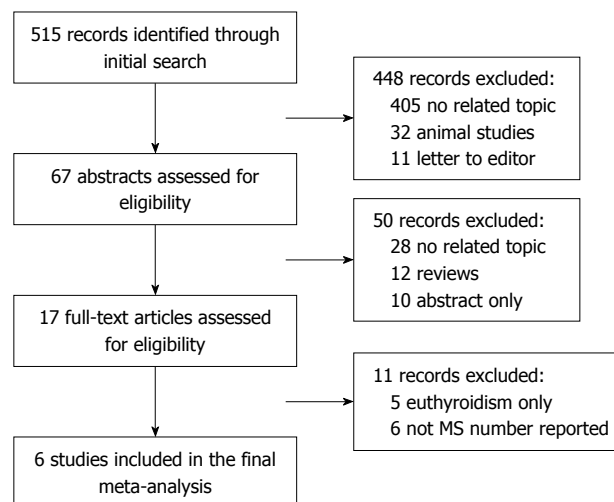 515 records identified through
initial search
448 records excluded:
405 no related topic
32 animal studies
11 letter to editor
67 abstracts assessed for
eligibility
50 records excluded:
28 no related topic
12 reviews
10 abstract only
17 full-text articles assessed
for eligibility
11 records excluded:
5 euthyroidism only
6 not MS number reported
6 studies included in the final
meta-analysis